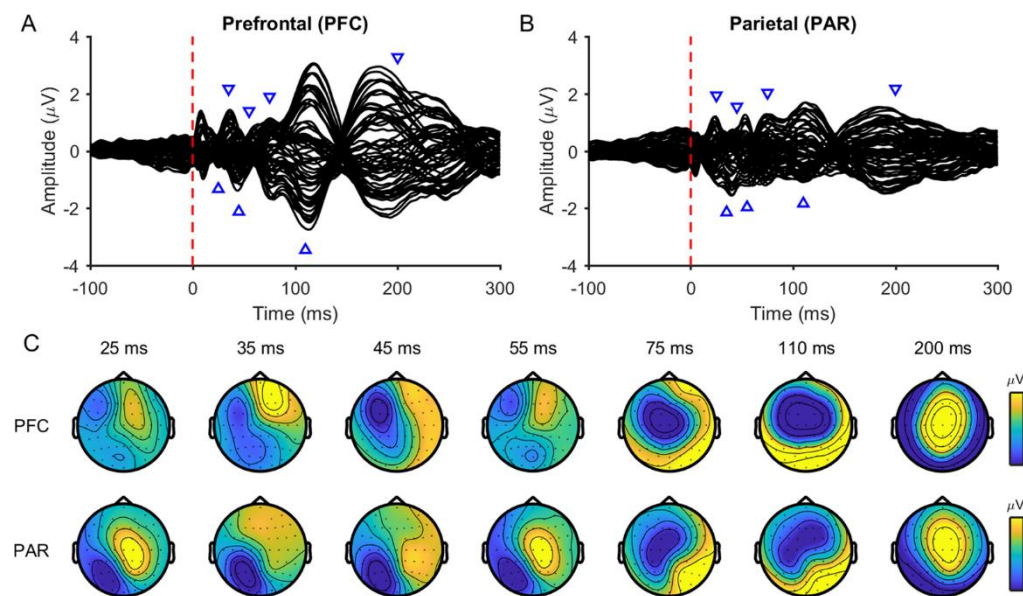 A
Prefrontal (PFC)
4
2
0
-2
-4
Amplitude (μV)
-100 0 100 200 300
Time (ms)
B
Parietal (PAR)
4
2
0
-2
-4
Amplitude (μV)
-100 0 100 200 300
Time (ms)
C
25 ms 35 ms 45 ms 55 ms 75 ms 110 ms 200 ms
μV
PFC
μV
PAR